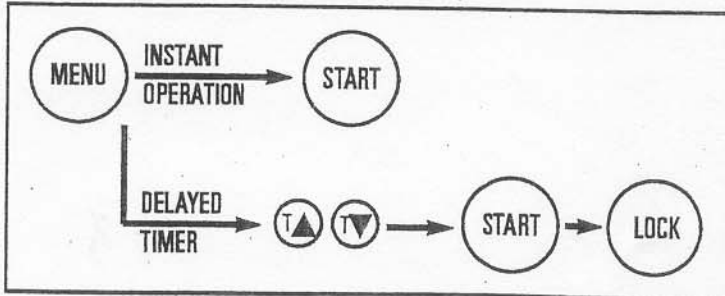 MENU
INSTANT
OPERATION
START
DELAYED
TIMER
T▲
T▼
START
LOCK